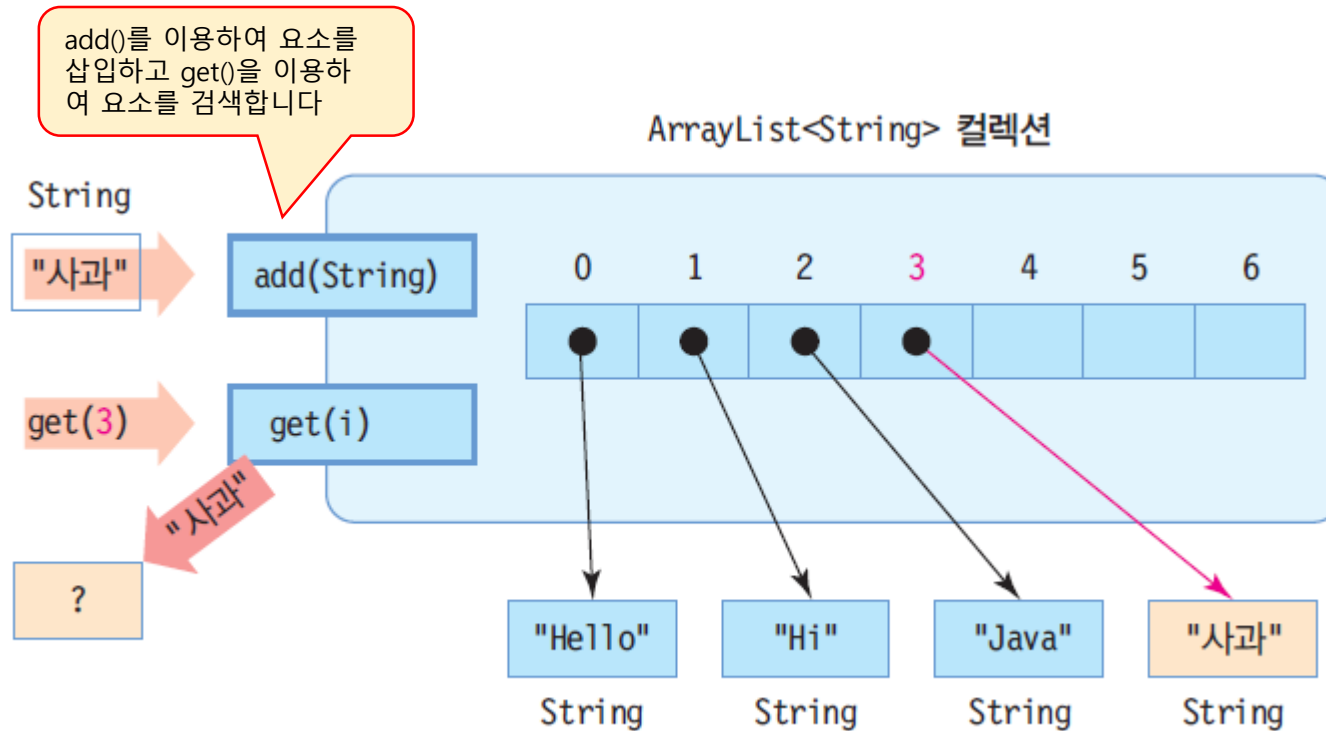 add()를 이용하여 요소를
삽입하고 get()을 이용하
여 요소를 검색합니다
ArrayList<String> 컬렉션
String
"사과"
add(String)
0 1 2 3 4 5 6
get(3)
get(i)
"사과"
?
"Hello" "Hi" "Java" "사과"
String String String String